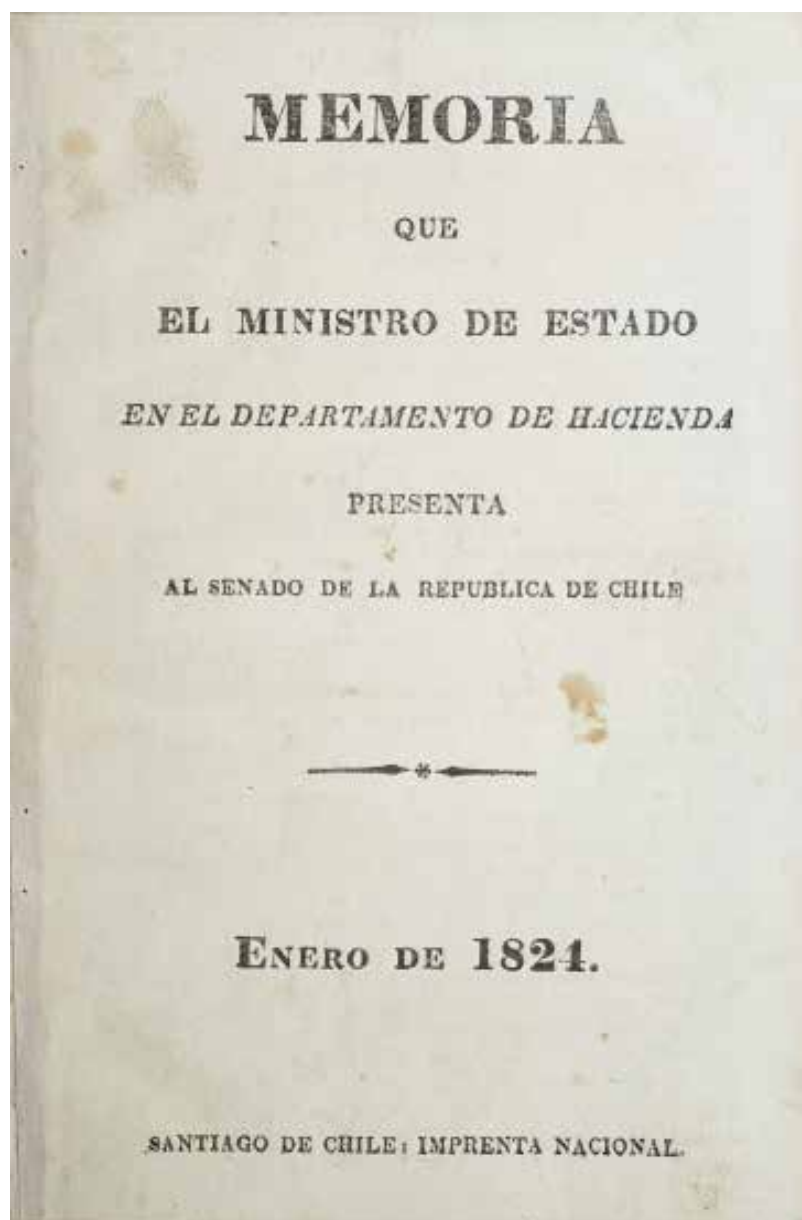 MEMORIA
QUE
EL MINISTRO DE ESTADO
EN EL DEPARTAMENTO DE HACIENDA
PRESENTA
AL SENADO DE LA REPUBLICA DE CHILE
ENERO DE 1824.
SANTIAGO DE CHILE: IMPRENTA NACIONAL.